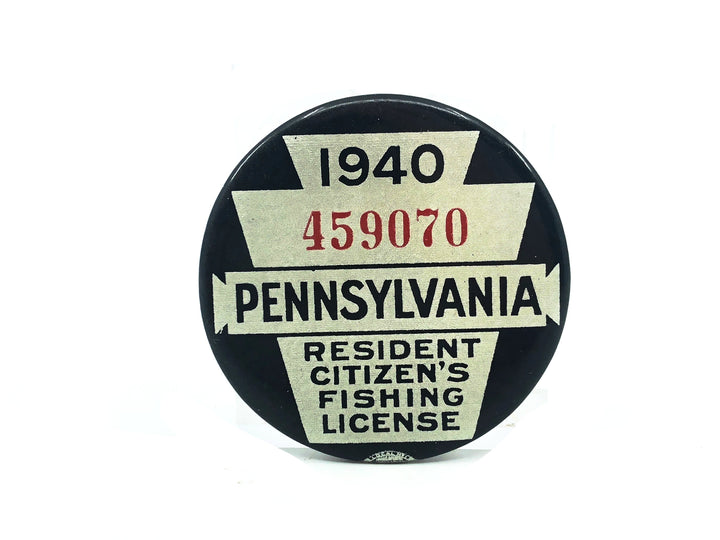 1940
459070
PENNSYLVANIA
RESIDENT
CITIZEN'S
FISHING
LICENSE